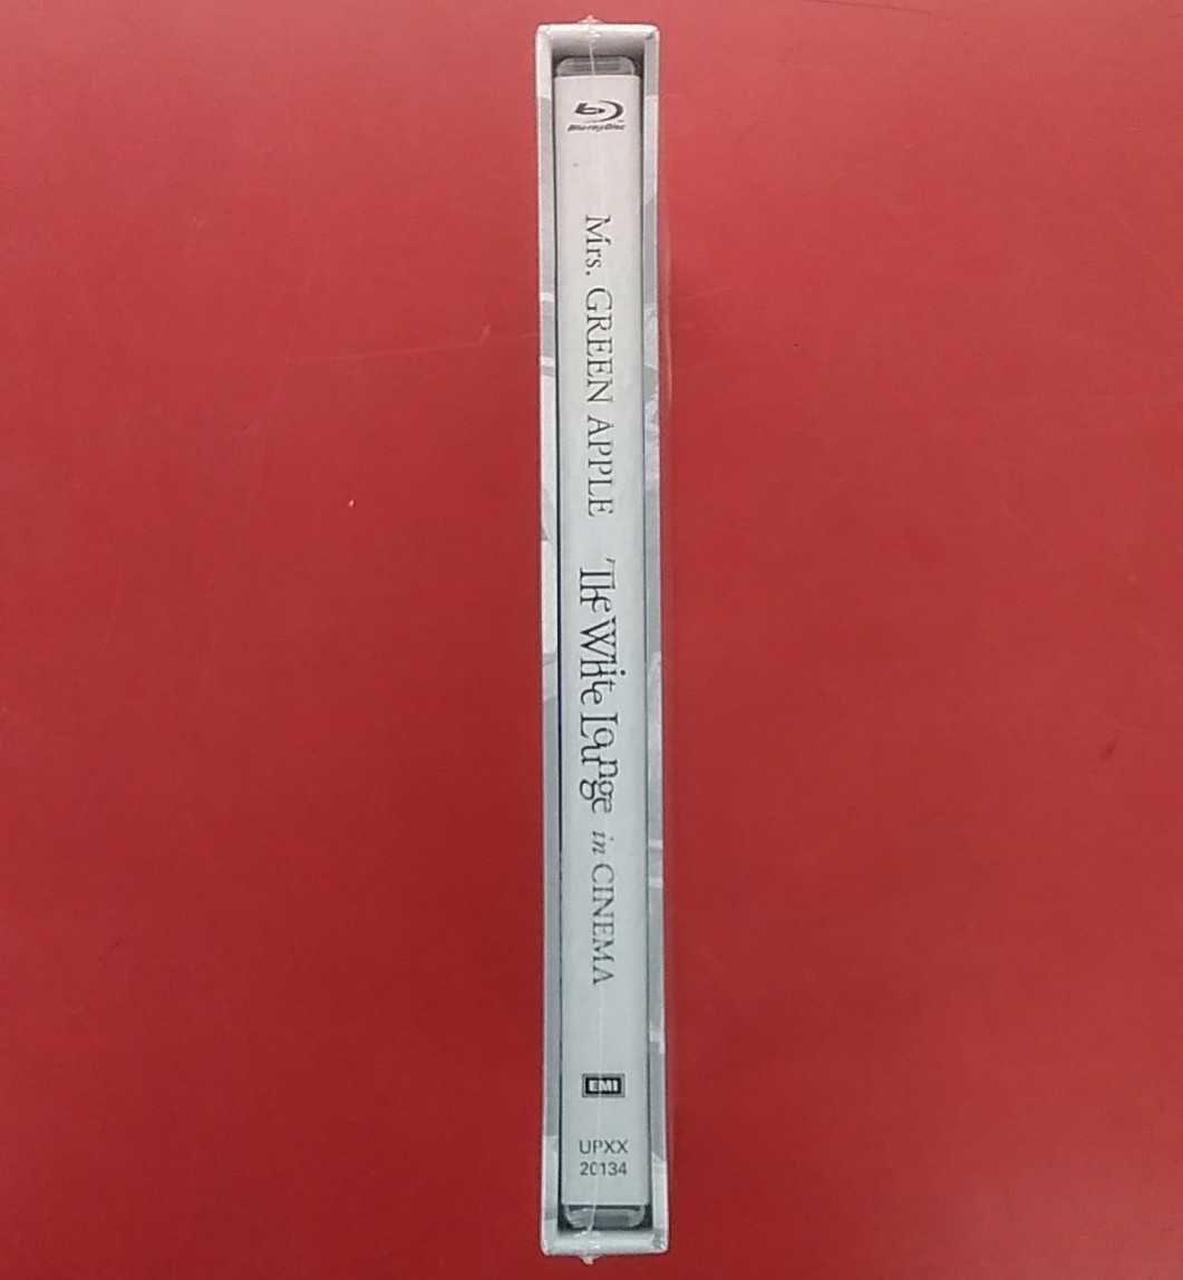 Blu-ray Disc
Mrs. GREEN APPLE
The White Lounge in CINEMA
EMI
UPXX
20134